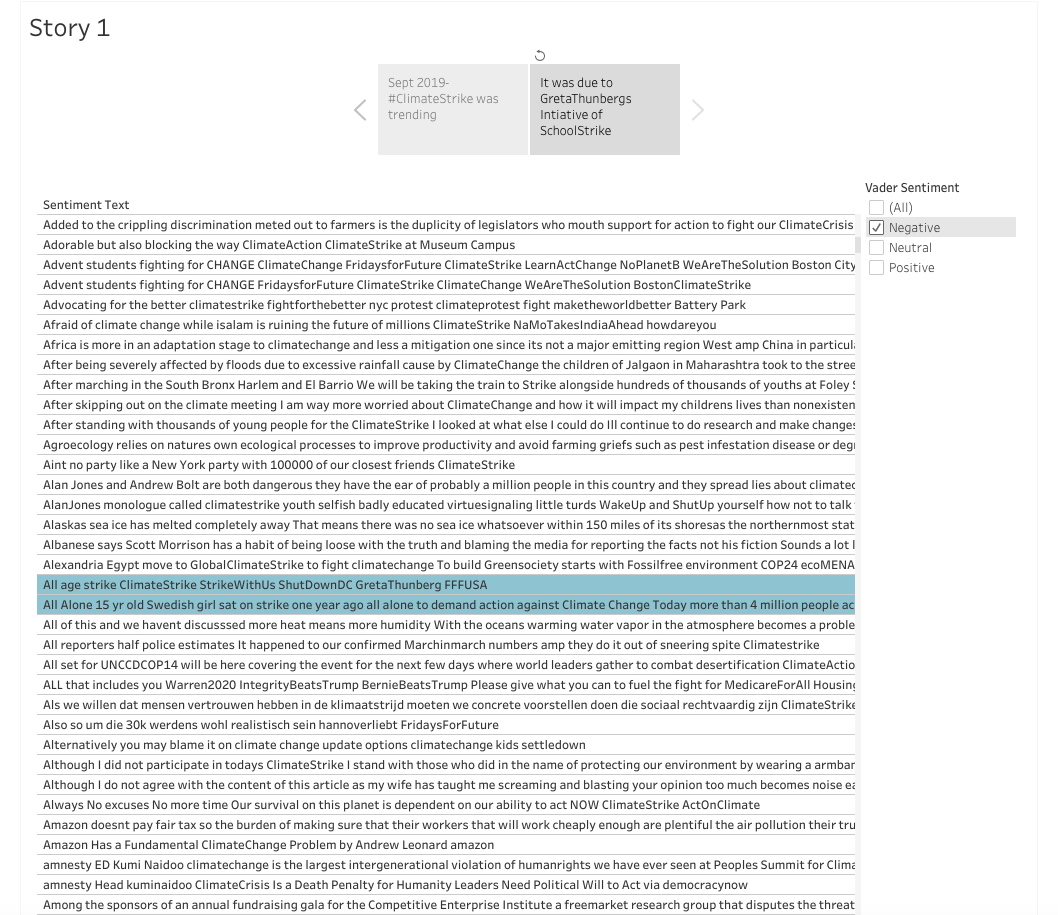 Story 1
Sept 2019-
#ClimateStrike was
trending
It was due to
GretaThunbergs
Intiative of
SchoolStrike
Vader Sentiment
(All)
Negative
Neutral
Positive
Sentiment Text
Added to the crippling discrimination meted out to farmers is the duplicity of legislators who mouth support for action to fight our ClimateCrisis
Adorable but also blocking the way ClimateAction ClimateStrike at Museum Campus
Advent students fighting for CHANGE ClimateChange FridaysforFuture ClimateStrike LearnActChange NoPlanetB WeAreTheSolution Boston City
Advent students fighting for CHANGE FridaysforFuture ClimateStrike ClimateChange WeAreTheSolution BostonClimateStrike
Advocating for the better climatestrike fightforthebetter nyc protest climateprotest fight maketheworldbetter Battery Park
Afraid of climate change while isalam is ruining the future of millions ClimateStrike NaMoTakesIndiaAhead howdareyou
Africa is more in an adaptation stage to climatechange and less a mitigation one since its not a major emitting region West amp China in particul
After being severely affected by floods due to excessive rainfall cause by ClimateChange the children of Jalgaon in Maharashtra took to the stree
After marching in the South Bronx Harlem and El Barrio We will be taking the train to Strike alongside hundreds of thousands of youths at Foley
After skipping out on the climate meeting I am way more worried about ClimateChange and how it will impact my childrens lives than nonexisten
After standing with thousands of young people for the ClimateStrike I looked at what else I could do Ill continue to do research and make changes
Agroecology relies on natures own ecological processes to improve productivity and avoid farming griefs such as pest infestation disease or deg
Aint no party like a New York party with 100000 of our closest friends ClimateStrike
Alan Jones and Andrew Bolt are both dangerous they have the ear of probably a million people in this country and they spread lies about climatec
AlanJones monologue called climatestrike youth selfish badly educated virtuesignaling little turds WakeUp and ShutUp yourself how not to talk
Alaskas sea ice has melted completely away That means there was no sea ice whatsoever within 150 miles of its shoresas the northernmost stat
Albanese says Scott Morrison has a habit of being loose with the truth and blaming the media for reporting the facts not his fiction Sounds a lot l
Alexandria Egypt move to GlobalClimateStrike to fight climatechange To build Greensociety starts with Fossilfree environment COP24 ecoMENA
All age strike ClimateStrike StrikeWithUs ShutDownDC GretaThunberg FFFUSA
All Alone 15 yr old Swedish girl sat on strike one year ago all alone to demand action against Climate Change Today more than 4 million people ac
All of this and we havent discusssed more heat means more humidity With the oceans warming water vapor in the atmosphere becomes a proble
All reporters half police estimates It happened to our confirmed Marchinmarch numbers amp they do it out of sneering spite Climatestrike
All set for UNCCDCOP14 will be here covering the event for the next few days where world leaders gather to combat desertification ClimateActio
ALL that includes you Warren2020 IntegrityBeatsTrump BernieBeatsTrump Please give what you can to fuel the fight for MedicareForAll Housing
Als we willen dat mensen vertrouwen hebben in de klimaatstrijd moeten we concrete voorstellen doen die sociaal rechtvaardig zijn ClimateStrike
Also so um die 30k werdens wohl realistisch sein hannoverliebt FridaysForFuture
Alternatively you may blame it on climate change update options climatechange kids settledown
Although I did not participate in todays ClimateStrike I stand with those who did in the name of protecting our environment by wearing a armban
Although I do not agree with the content of this article as my wife has taught me screaming and blasting your opinion too much becomes noise ea
Always No excuses No more time Our survival on this planet is dependent on our ability to act NOW ClimateStrike ActOnClimate
Amazon doesnt pay fair tax so the burden of making sure that their workers that will work cheaply enough are plentiful the air pollution their tru
Amazon Has a Fundamental ClimateChange Problem by Andrew Leonard amazon
amnesty ED Kumi Naidoo climatechange is the largest intergenerational violation of humanrights we have ever seen at Peoples Summit for Clima
amnesty Head kuminaidoo ClimateCrisis Is a Death Penalty for Humanity Leaders Need Political Will to Act via democracynow
Among the sponsors of an annual fundraising gala for the Competitive Enterprise Institute a freemarket research group that disputes the threat